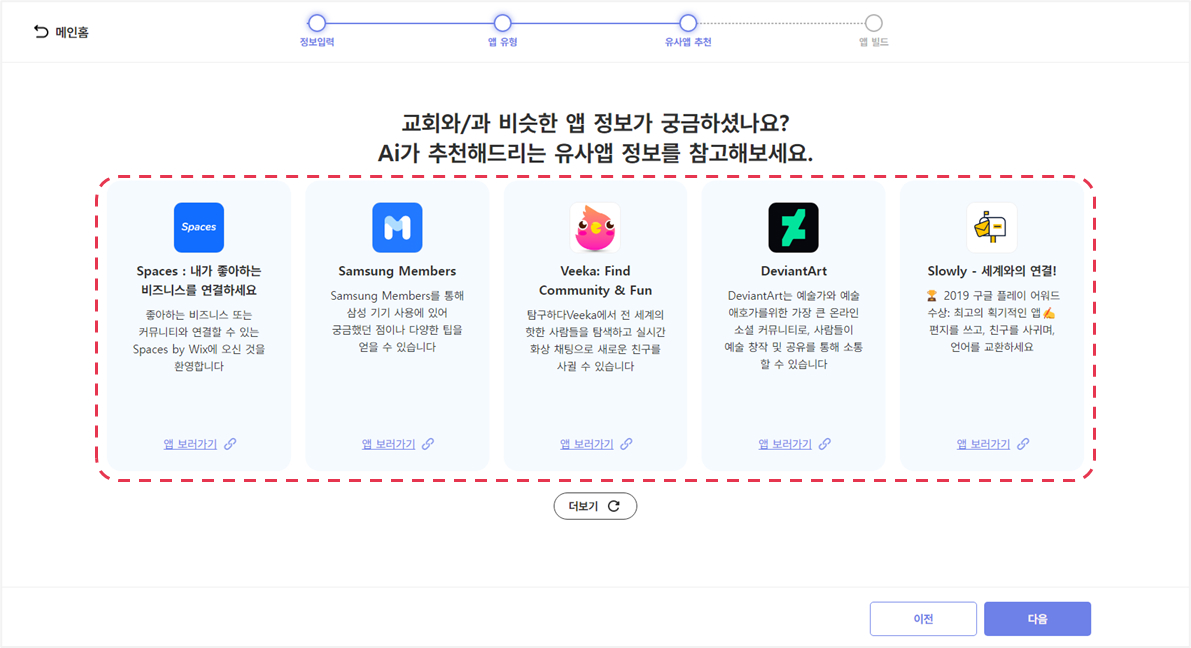 메인홈
정보입력
앱 유형
유사앱 추천
앱 빌드
교회와/과 비슷한 앱 정보가 궁금하셨나요?
Ai가 추천해드리는 유사앱 정보를 참고해보세요.
Spaces
Spaces : 내가 좋아하는
비즈니스를 연결하세요
좋아하는 비즈니스 또는
커뮤니티와 연결할 수 있는
Spaces by Wix에 오신 것을
환영합니다
앱 보러가기
Samsung Members
Samsung Members를 통해
삼성 기기 사용에 있어
궁금했던 점이나 다양한 팁을
얻을 수 있습니다
앱 보러가기
Veeka: Find
Community & Fun
탐구하다Veeka에서 전 세계의
핫한 사람들을 탐색하고 실시간
화상 채팅으로 새로운 친구를
사귈 수 있습니다
앱 보러가기
DeviantArt
DeviantArt는 예술가와 예술
애호가를위한 가장 큰 온라인
소셜 커뮤니티로, 사람들이
예술 창작 및 공유를 통해 소통
할 수 있습니다
앱 보러가기
Slowly - 세계와의 연결!
🏆 2019 구글 플레이 어워드
수상: 최고의 획기적인 앱✍
편지를 쓰고, 친구를 사귀며,
언어를 교환하세요
앱 보러가기
더보기
이전
다음